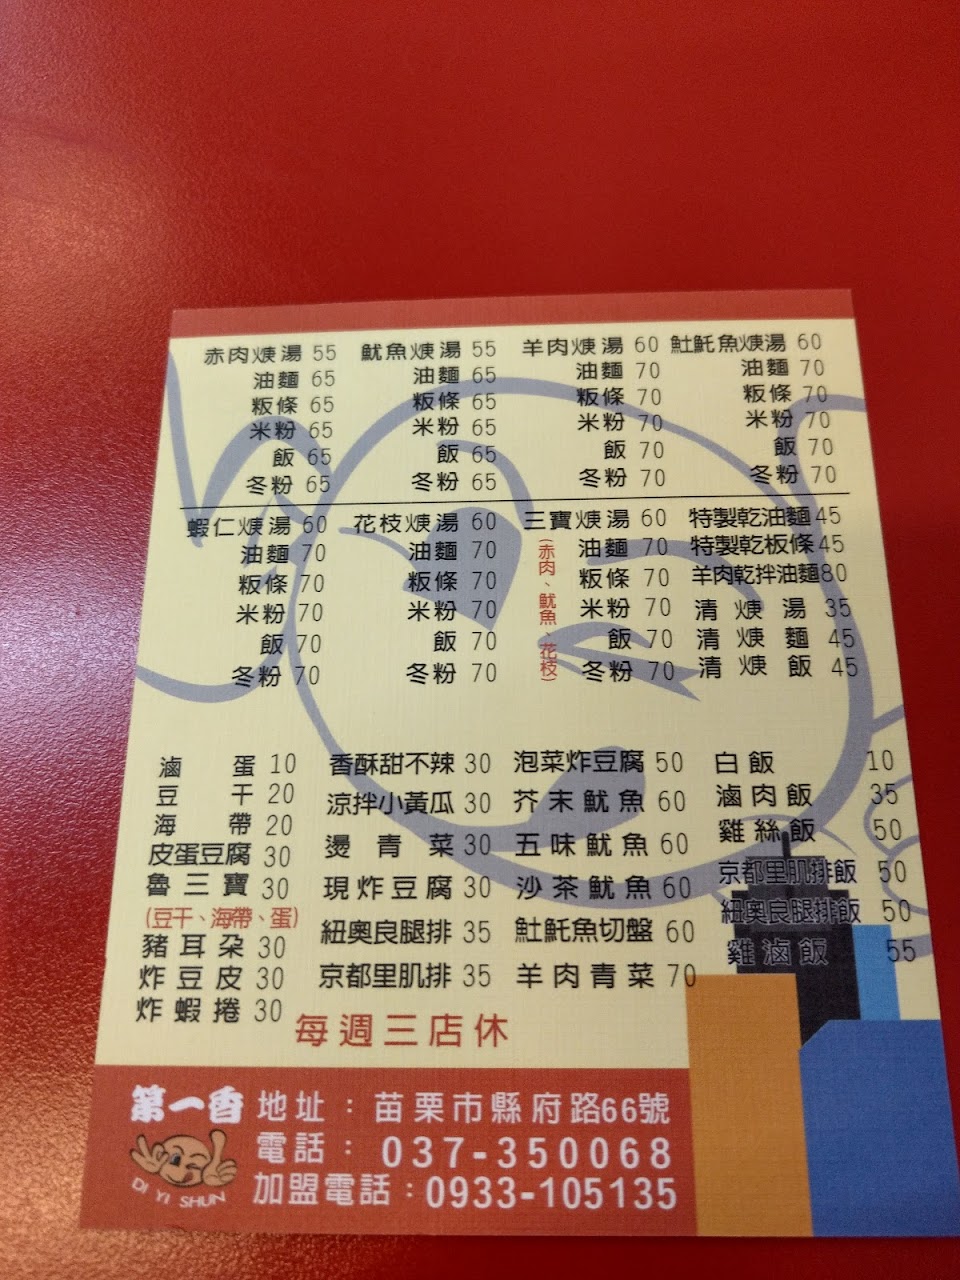 赤肉焿湯 55
油麵 65
粄條 65
米粉 65
飯 65
冬粉 65
魷魚焿湯 55
油麵 65
粄條 65
米粉 65
飯 65
冬粉 65
羊肉焿湯 60
油麵 70
粄條 70
米粉 70
飯 70
冬粉 70
𩵚魠魚焿湯 60
油麵 70
粄條 70
米粉 70
飯 70
冬粉 70
蝦仁焿湯 60
油麵 70
粄條 70
米粉 70
飯 70
冬粉 70
花枝焿湯 60
油麵 70
粄條 70
米粉 70
飯 70
冬粉 70
三寶焿湯 60
(赤肉、魷魚、花枝)
油麵 70
粄條 70
米粉 70
飯 70
冬粉 70
特製乾油麵 45
特製乾板條 45
羊肉乾拌油麵 80
清焿湯 35
清焿麵 45
清焿飯 45
滷蛋 10
豆干 20
海帶 20
皮蛋豆腐 30
魯三寶 30
(豆干、海帶、蛋)
豬耳朵 30
炸豆皮 30
炸蝦捲 30
香酥甜不辣 30
涼拌小黃瓜 30
燙青菜 30
現炸豆腐 30
紐奧良腿排 35
京都里肌排 35
泡菜炸豆腐 50
芥末魷魚 60
五味魷魚 60
沙茶魷魚 60
𩵚魠魚切盤 60
羊肉青菜 70
白飯 10
滷肉飯 35
雞絲飯 50
京都里肌排飯 50
紐奧良腿排飯 50
雞滷飯 55
每週三店休
第一香
DI YI SHUN
地址：苗栗市縣府路66號
電話：037-350068
加盟電話：0933-105135